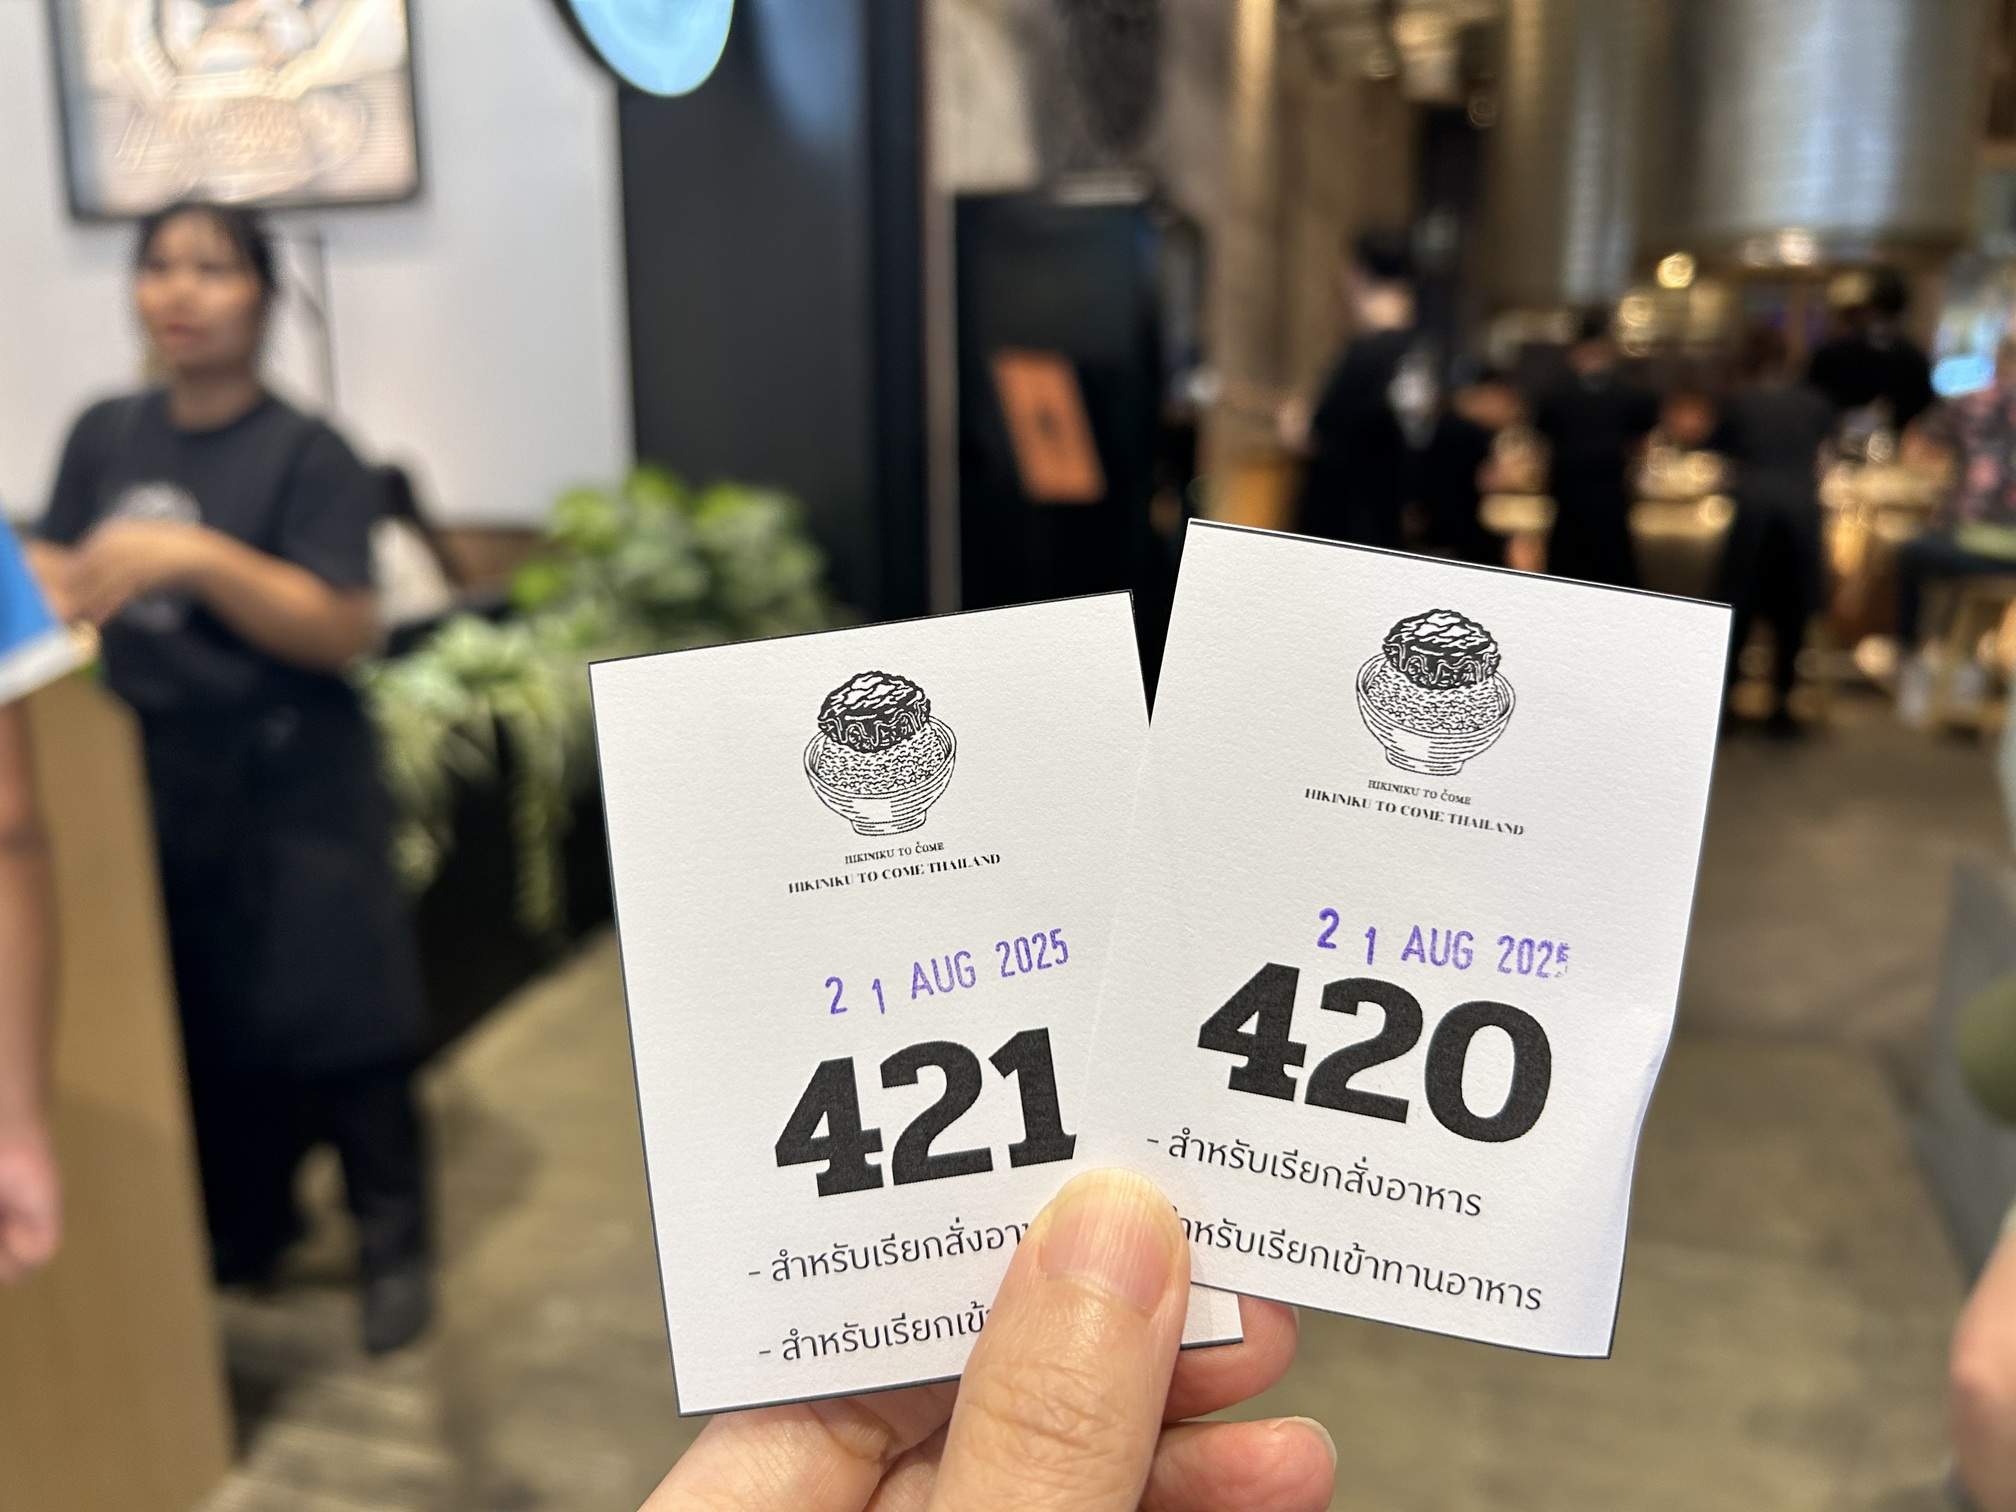 HIKINIKU TO COME
HIKINIKU TO COME THAILAND
21 AUG 2025
421
- สำหรับเรียกสั่งอา
- สำหรับเรียกเข้า
HIKINIKU TO COME
HIKINIKU TO COME THAILAND
21 AUG 2025
420
- สำหรับเรียกสั่งอาหาร
สำหรับเรียกเข้าทานอาหาร